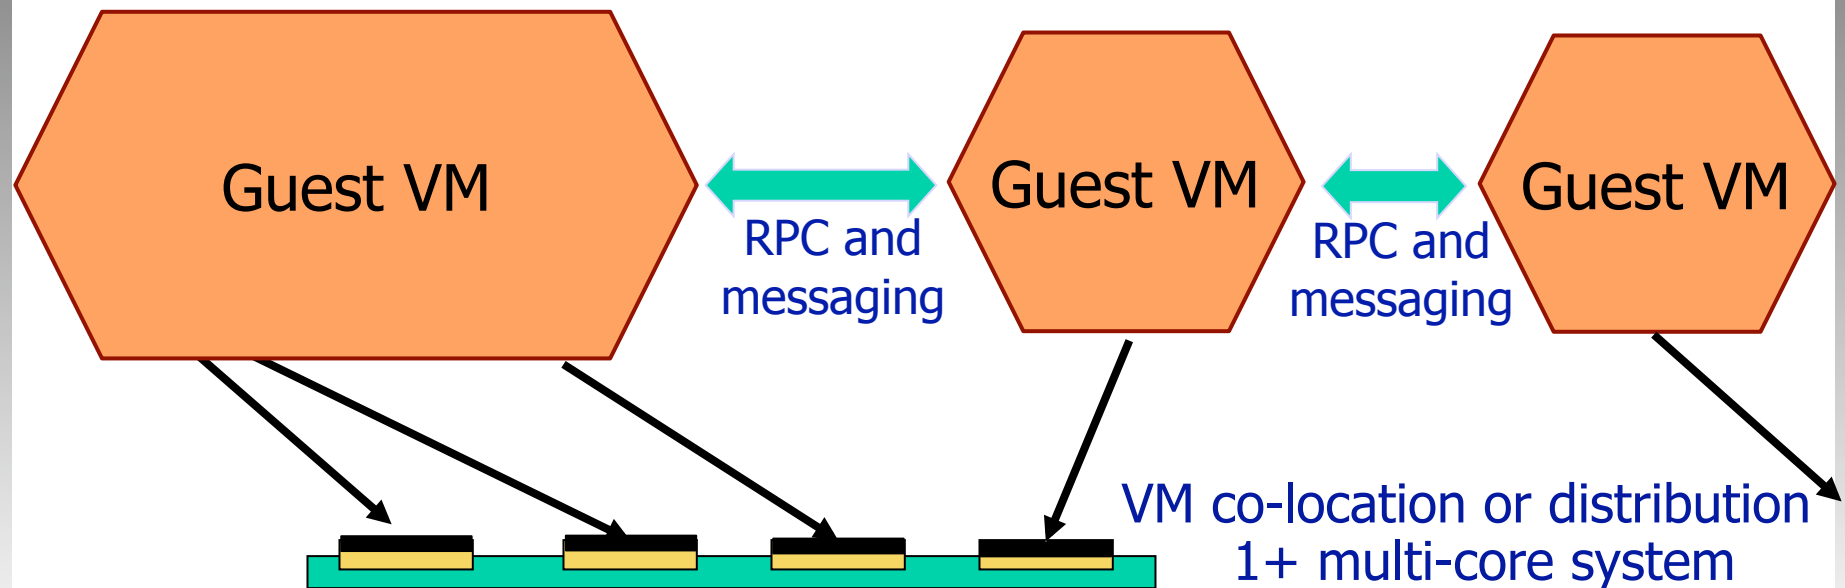 Guest VM
Guest VM
Guest VM
RPC and
messaging
RPC and
messaging
VM co-location or distribution
1+ multi-core system